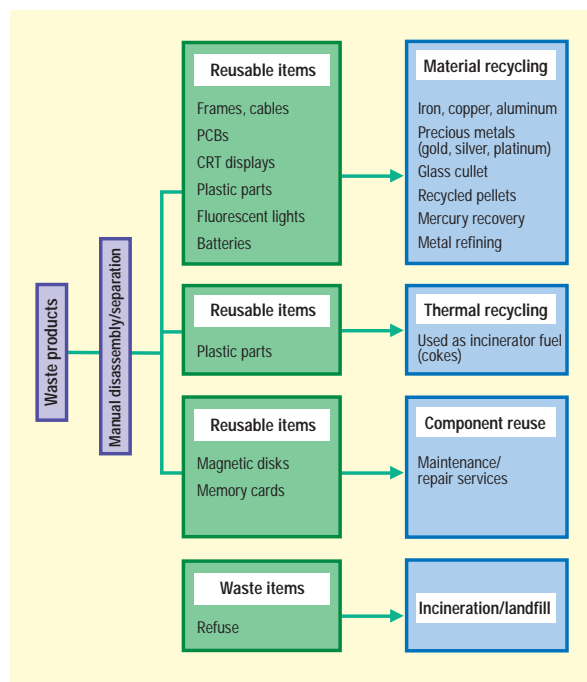 Waste products
Manual disassembly/separation
Reusable items
Frames, cables
PCBs
CRT displays
Plastic parts
Fluorescent lights
Batteries
Material recycling
Iron, copper, aluminum
Precious metals
(gold, silver, platinum)
Glass cullet
Recycled pellets
Mercury recovery
Metal refining
Reusable items
Plastic parts
Thermal recycling
Used as incinerator fuel
(cokes)
Reusable items
Magnetic disks
Memory cards
Component reuse
Maintenance/
repair services
Waste items
Refuse
Incineration/landfill